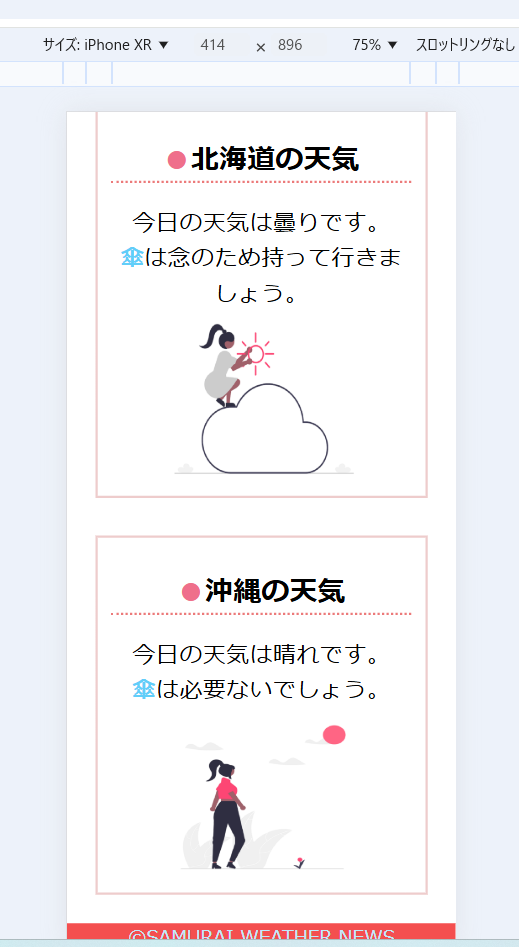 サイズ: iPhone XR ▼ 414 × 896 75% ▼ スロットリングなし
●北海道の天気
今日の天気は曇りです。
傘は念のため持って行きま
しょう。
●沖縄の天気
今日の天気は晴れです。
傘は必要ないでしょう。
©SAMURAI WEATHER NEWS